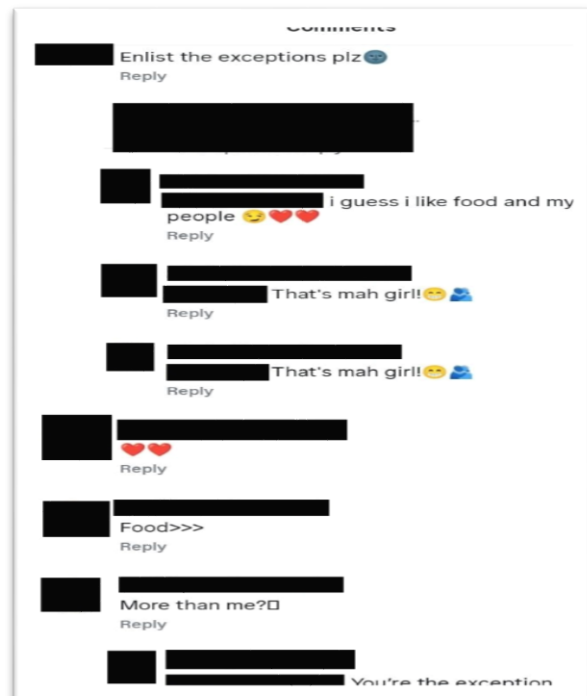 Comments
Enlist the exceptions plz🌚
Reply
i guess i like food and my
people 😏❤️❤️
Reply
That's mah girl!😁🫂
Reply
That's mah girl!😁🫂
Reply
❤️❤️
Reply
Food>>>
Reply
More than me?
Reply
You're the exception